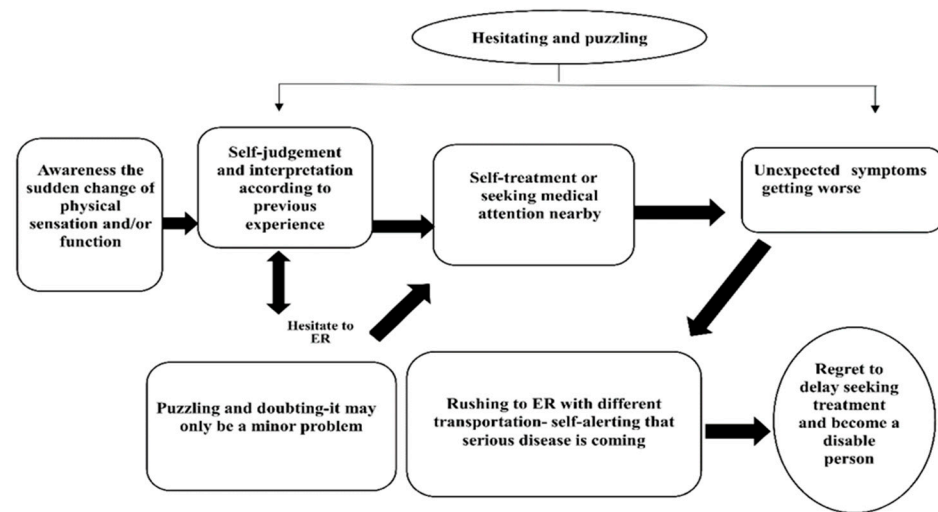 Hesitating and puzzling
Awareness the
sudden change of
physical
sensation and/or
function
Self-judgement
and interpretation
according to
previous
experience
Self-treatment or
seeking medical
attention nearby
Unexpected symptoms
getting worse
Hesitate to
ER
Puzzling and doubting-it may
only be a minor problem
Rushing to ER with different
transportation- self-alerting that
serious disease is coming
Regret to
delay seeking
treatment
and become a
disable
person